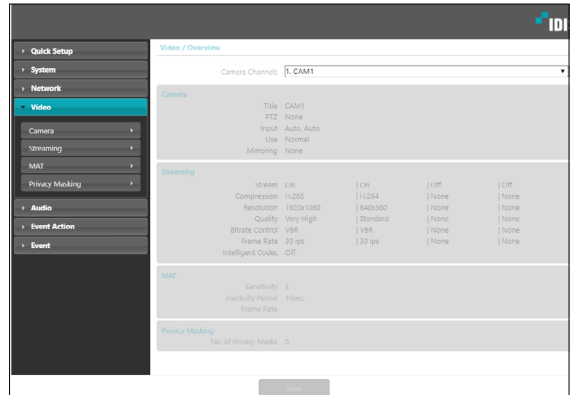 IDI
Quick Setup
System
Network
Video
Camera
Streaming
MAT
Privacy Masking
Audio
Event Action
Event
Video / Overview
Camera Channels 1. CAM1
Camera
Title CAM1
PTZ None
Input Auto, Auto
Use Normal
Mirroring None
Streaming
Stream On | On | Off | Off
Compression H.265 | H.264 | None | None
Resolution 1920x1080 | 640x360 | None | None
Quality Very High | Standard | None | None
Bitrate Control VBR | VBR | None | None
Frame Rate 30 ips | 30 ips | None | None
Intelligent Codec Off
MAT
Sensitivity 3
Inactivity Period 10sec.
Frame Rate
Privacy Masking
No. of Privacy Masks 0
Save